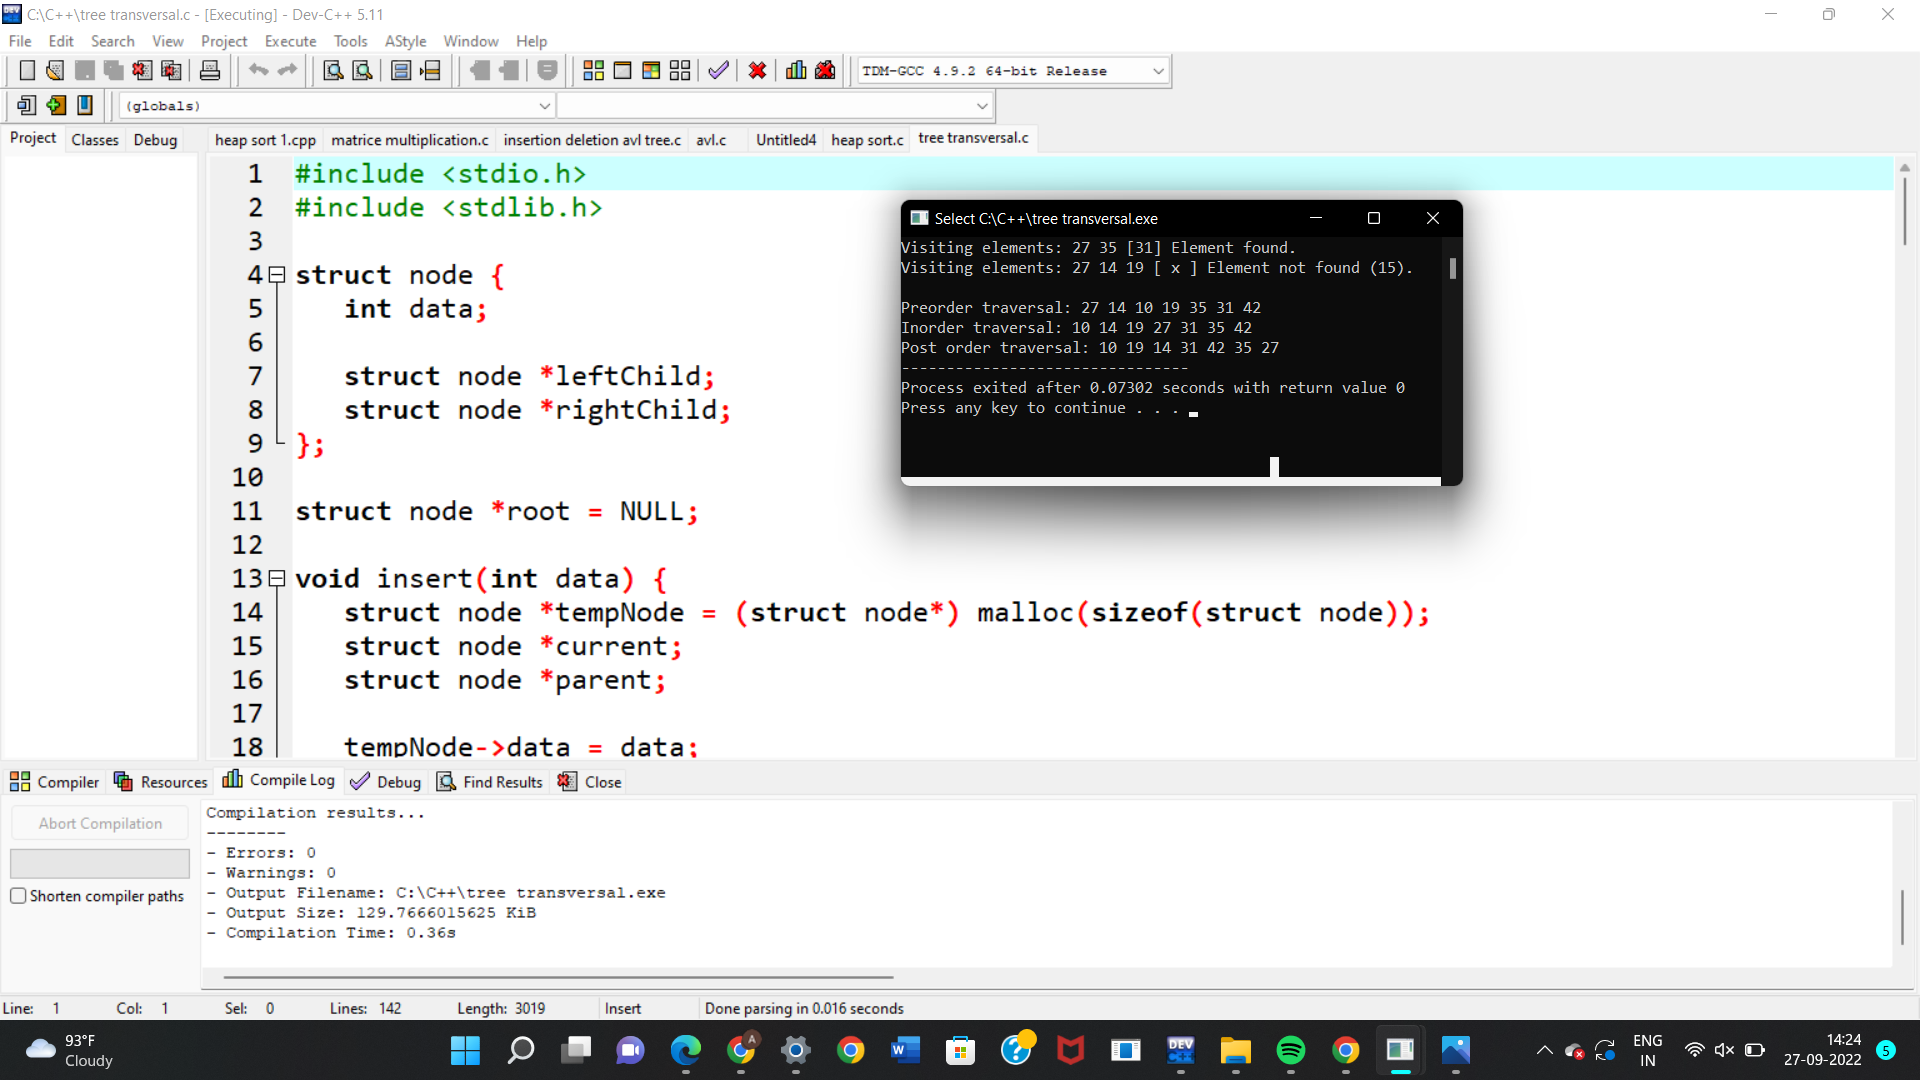 C:\C++\tree transversal.c - [Executing] - Dev-C++ 5.11
File Edit Search View Project Execute Tools AStyle Window Help
TDM-GCC 4.9.2 64-bit Release
(globals)
Project Classes Debug
heap sort 1.cpp matrice multiplication.c insertion deletion avl tree.c avl.c Untitled4 heap sort.c tree transversal.c
1 #include <stdio.h>
2 #include <stdlib.h>
3
4 struct node {
5 int data;
6
7 struct node *leftChild;
8 struct node *rightChild;
9 };
10
11 struct node *root = NULL;
12
13 void insert(int data) {
14 struct node *tempNode = (struct node*) malloc(sizeof(struct node));
15 struct node *current;
16 struct node *parent;
17
18 tempNode->data = data;
Select C:\C++\tree transversal.exe
Visiting elements: 27 35 [31] Element found.
Visiting elements: 27 14 19 [ x ] Element not found (15).
Preorder traversal: 27 14 10 19 35 31 42
Inorder traversal: 10 14 19 27 31 35 42
Post order traversal: 10 19 14 31 42 35 27
--------------------------------
Process exited after 0.07302 seconds with return value 0
Press any key to continue . . .
Compiler Resources Compile Log Debug Find Results Close
Abort Compilation
Shorten compiler paths
Compilation results...
--------
- Errors: 0
- Warnings: 0
- Output Filename: C:\C++\tree transversal.exe
- Output Size: 129.7666015625 KiB
- Compilation Time: 0.36s
Line: 1 Col: 1 Sel: 0 Lines: 142 Length: 3019 Insert Done parsing in 0.016 seconds
93°F
Cloudy
A
W
DEV
C++
ENG
IN
14:24
27-09-2022
5